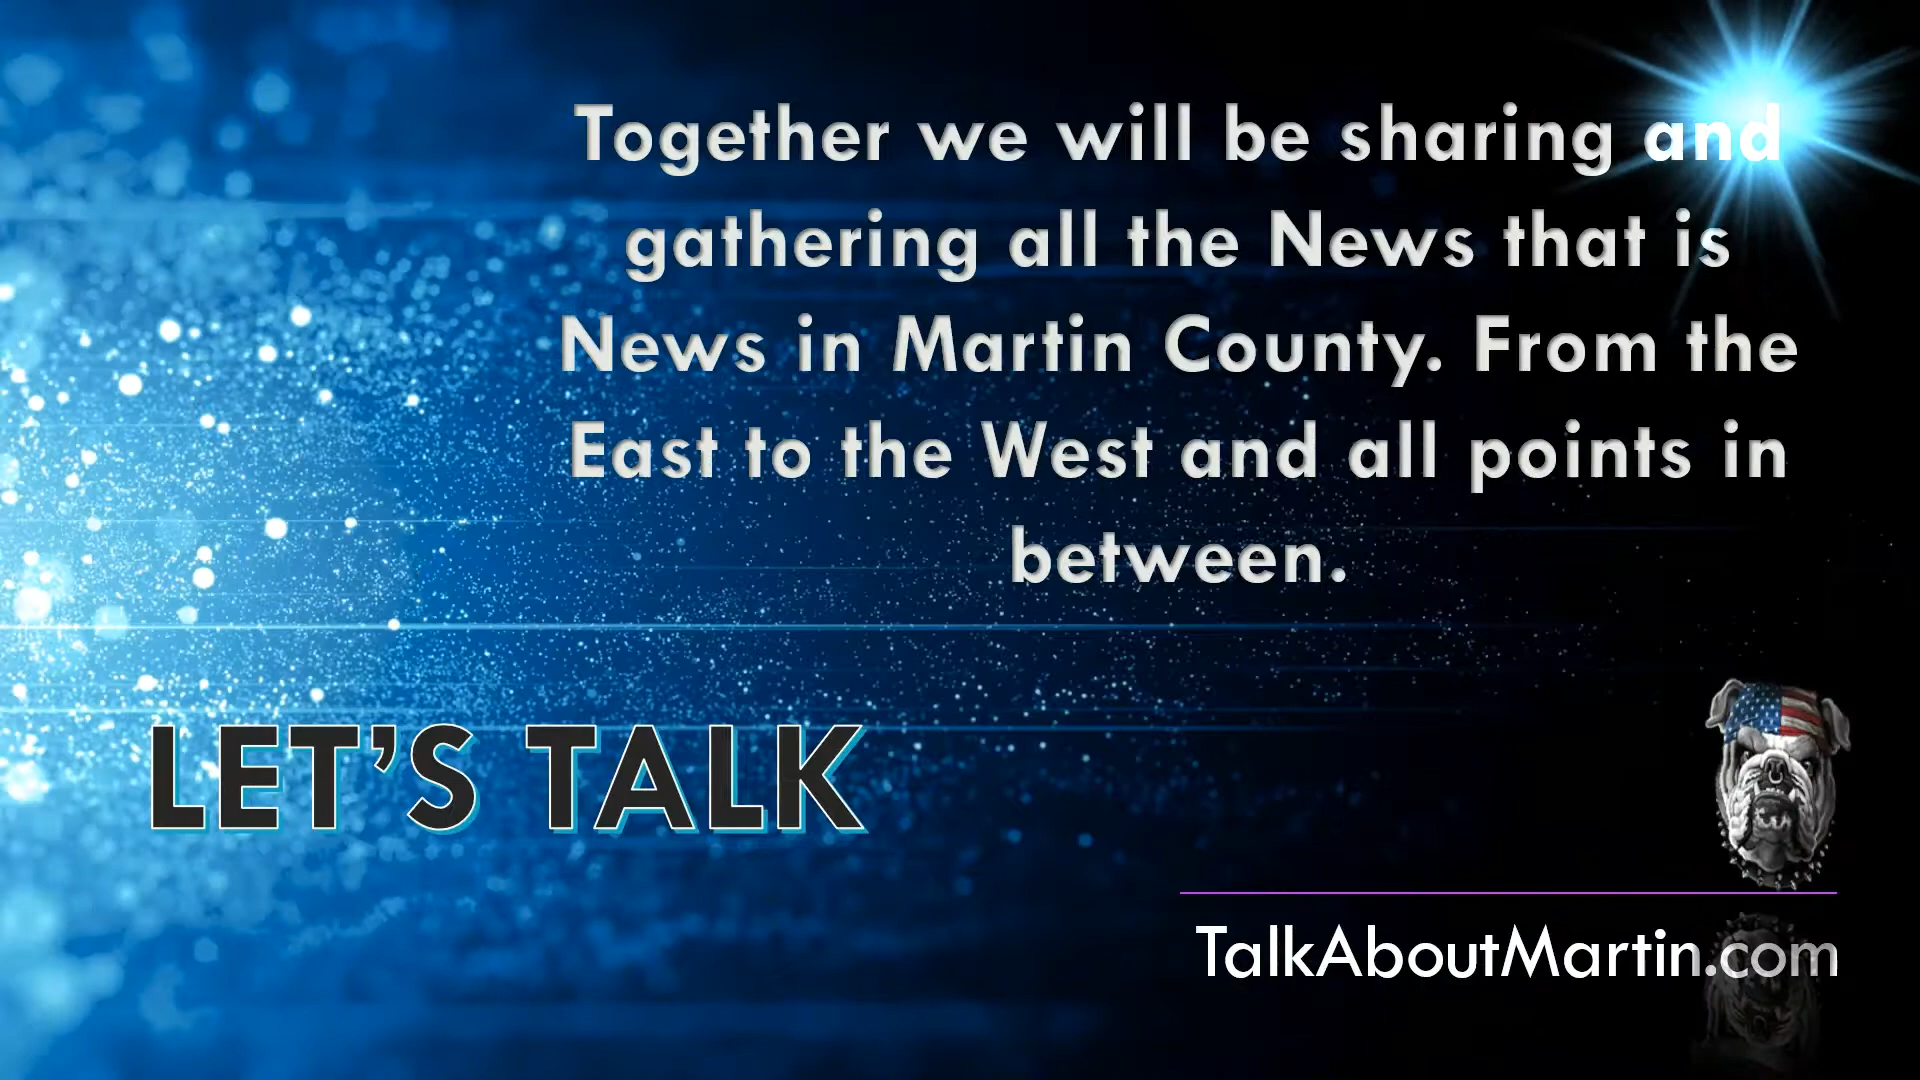 Together we will be sharing and
gathering all the News that is
News in Martin County. From the
East to the West and all points in
between.
LET’S TALK
TalkAboutMartin.com